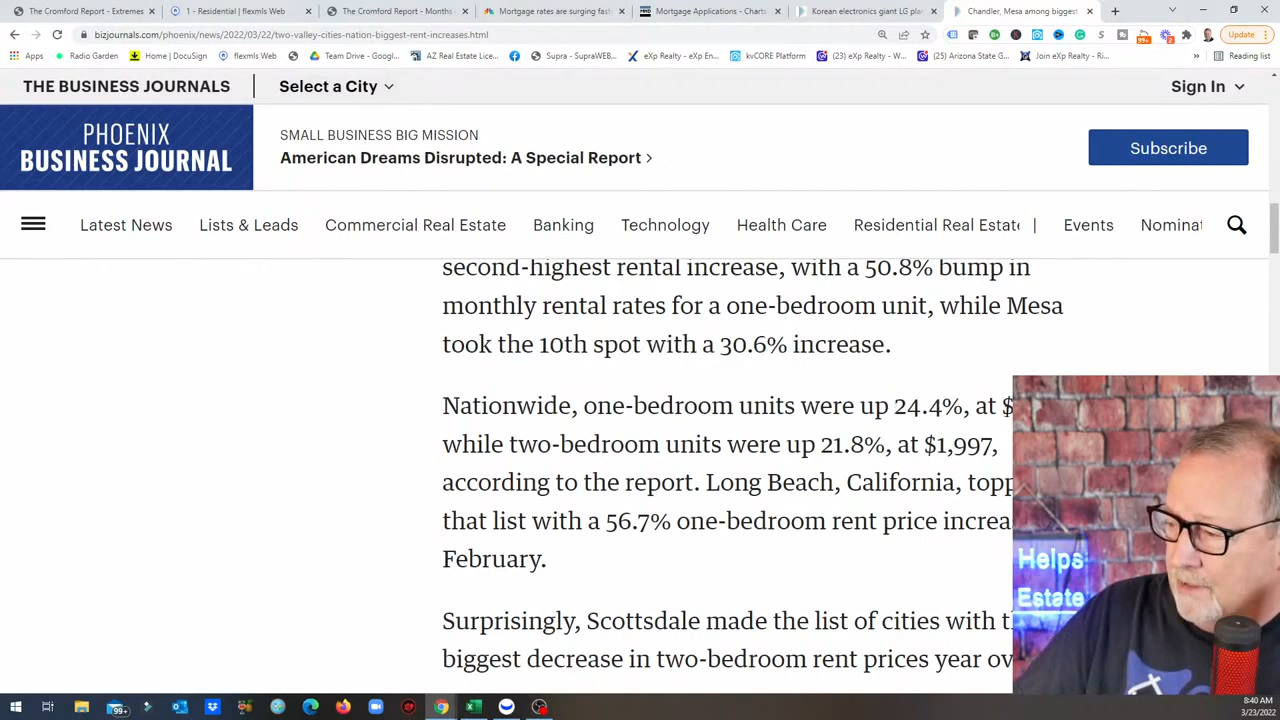 The Cromford Report - Extremes
1 - Residential | flexmls Web
The Cromford Report - Months
Mortgage rates are surging fast
Mortgage Applications - Charts
Korean electronics giant LG plan
Chandler, Mesa among biggest
bizjournals.com/phoenix/news/2022/03/22/two-valley-cities-nation-biggest-rent-increases.html
Update
Apps
Radio Garden
Home | DocuSign
flexmls Web
Supra - SupraWEB...
Team Drive - Googl...
AZ Real Estate Lice...
Supra - SupraWEB...
eXp Realty - eXp En...
kvCORE Platform
(23) eXp Realty - W...
(25) Arizona State G...
Join eXp Realty - Ri...
»
Reading list
THE BUSINESS JOURNALS
Select a City
Sign In
PHOENIX
BUSINESS JOURNAL
SMALL BUSINESS BIG MISSION
American Dreams Disrupted: A Special Report >
Subscribe
Latest News Lists & Leads Commercial Real Estate Banking Technology Health Care Residential Real Estate | Events Nominat
second-highest rental increase, with a 50.8% bump in
monthly rental rates for a one-bedroom unit, while Mesa
took the 10th spot with a 30.6% increase.
Nationwide, one-bedroom units were up 24.4%, at $
while two-bedroom units were up 21.8%, at $1,997,
according to the report. Long Beach, California, topp
that list with a 56.7% one-bedroom rent price increa
February.
Surprisingly, Scottsdale made the list of cities with t
biggest decrease in two-bedroom rent prices year ov
Helps
Estate
99+
8:40 AM
3/23/2022